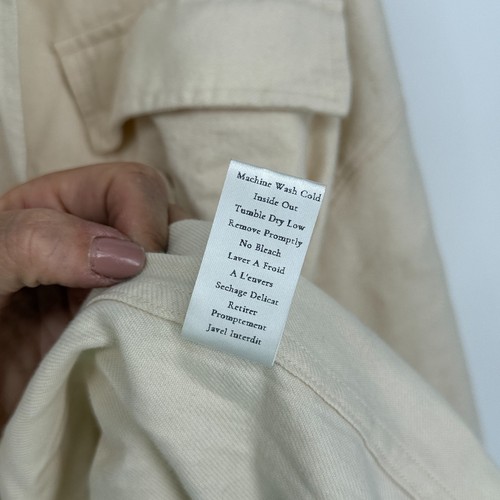 Machine Wash Cold
Inside Out
Tumble Dry Low
Remove Promptly
No Bleach
Laver A Froid
A L'envers
Sechage Delicat
Retirer
Promptement
Javel Interdit